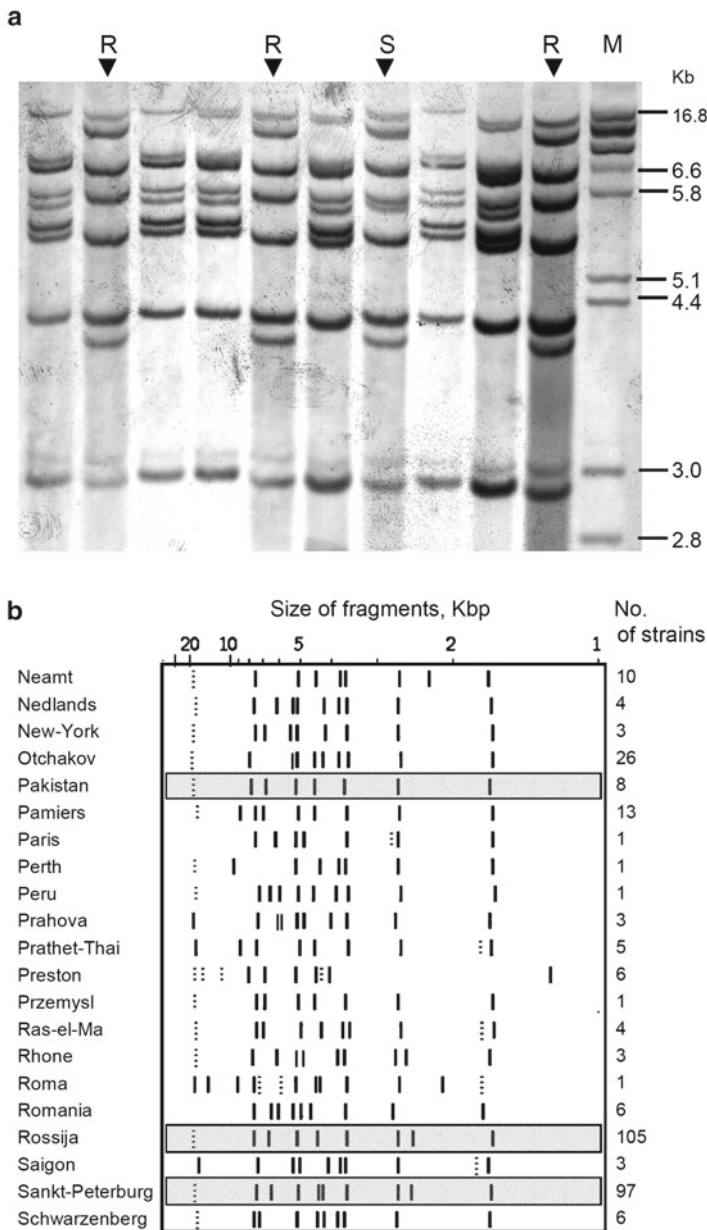 a
R R S R M
Kb
16.8
6.6
5.8
5.1
4.4
3.0
2.8
b
Size of fragments, Kbp
No. of strains
20 10 5 2 1
Neamt 10
Nedlands 4
New-York 3
Otchakov 26
Pakistan 8
Pamiers 13
Paris 1
Perth 1
Peru 1
Prahova 3
Prathet-Thai 5
Preston 6
Przemysl 1
Ras-el-Ma 4
Rhone 3
Roma 1
Romania 6
Rossija 105
Saigon 3
Sankt-Peterburg 97
Schwarzenberg 6